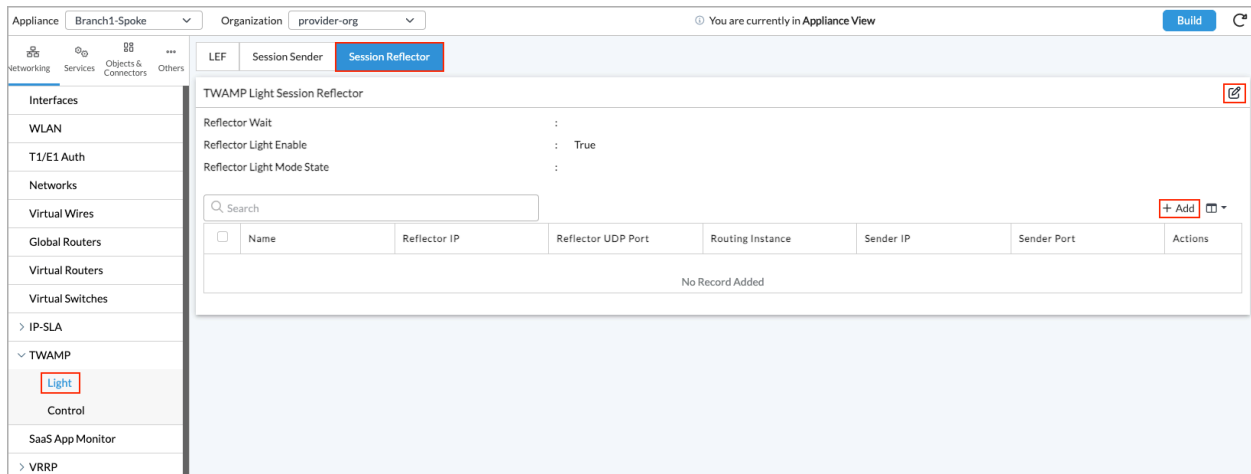 Appliance Branch1-Spoke Organization provider-org You are currently in Appliance View Build
Networking Services Objects & Connectors Others
LEF Session Sender Session Reflector
Interfaces
WLAN
T1/E1 Auth
Networks
Virtual Wires
Global Routers
Virtual Routers
Virtual Switches
IP-SLA
TWAMP
Light
Control
SaaS App Monitor
VRRP
TWAMP Light Session Reflector
Reflector Wait :
Reflector Light Enable : True
Reflector Light Mode State :
Search + Add
Name Reflector IP Reflector UDP Port Routing Instance Sender IP Sender Port Actions
No Record Added